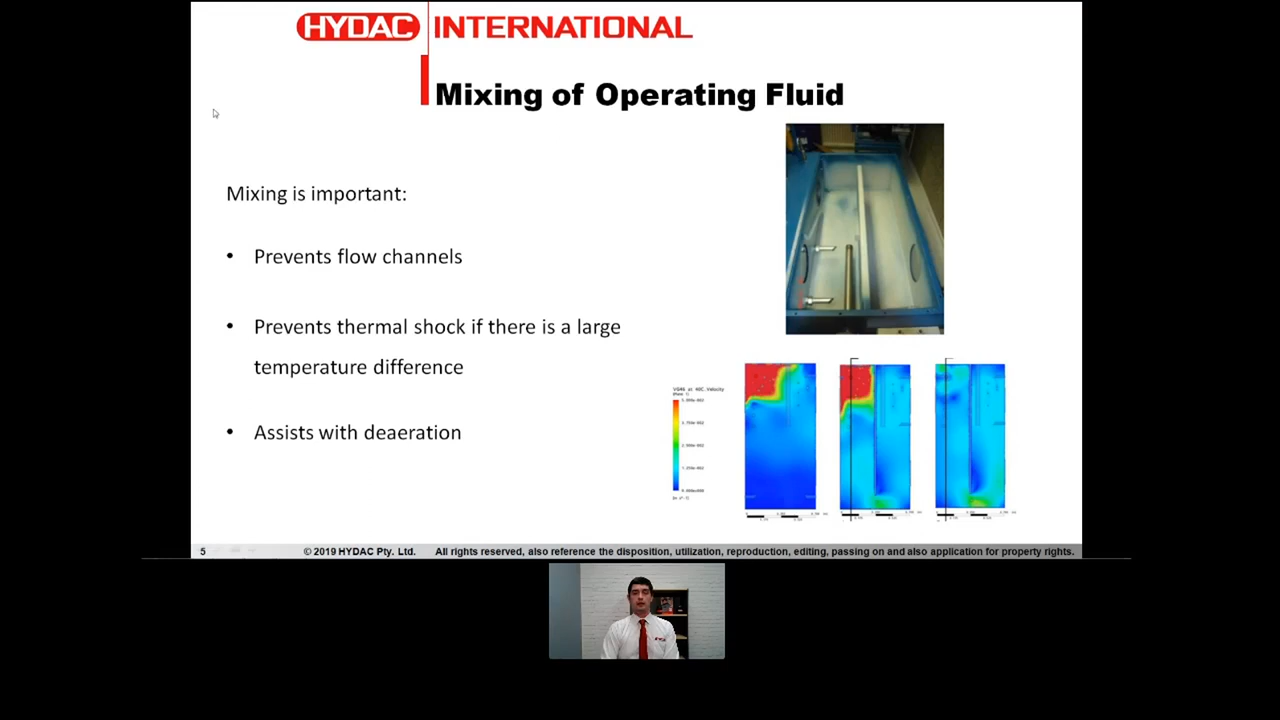 HYDAC INTERNATIONAL
Mixing of Operating Fluid
Mixing is important:
• Prevents flow channels
• Prevents thermal shock if there is a large
temperature difference
• Assists with deaeration
5 © 2019 HYDAC Pty. Ltd. All rights reserved, also reference the disposition, utilization, reproduction, editing, passing on and also application for property rights.